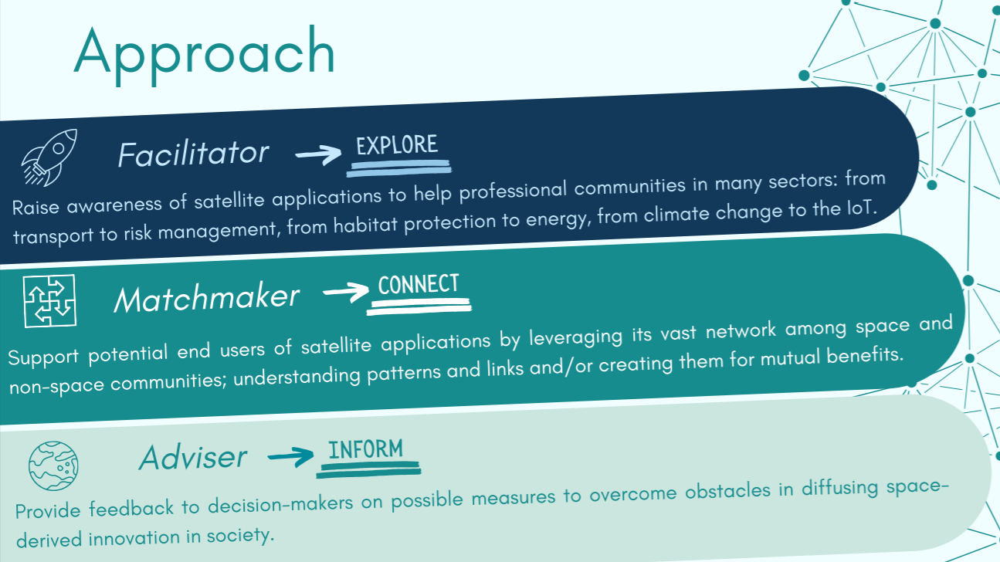 Approach
Facilitator
EXPLORE
Raise awareness of satellite applications to help professional communities in many sectors: from
transport to risk management, from habitat protection to energy, from climate change to the IoT.
Matchmaker
CONNECT
Support potential end users of satellite applications by leveraging its vast network among space and
non-space communities; understanding patterns and links and/or creating them for mutual benefits.
Adviser
INFORM
Provide feedback to decision-makers on possible measures to overcome obstacles in diffusing space-
derived innovation in society.